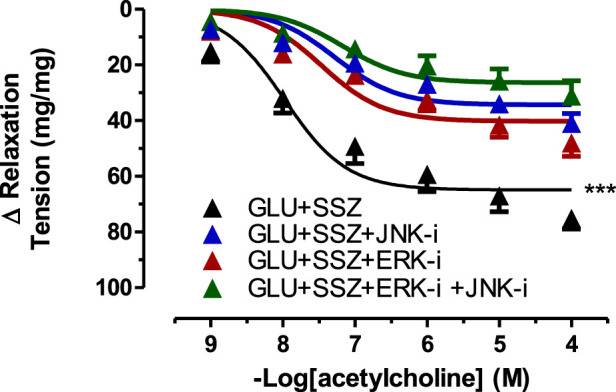 0
20
40
60
80
100
Δ Relaxation
Tension (mg/mg)
***
GLU+SSZ
GLU+SSZ+JNK-i
GLU+SSZ+ERK-i
GLU+SSZ+ERK-i +JNK-i
9 8 7 6 5 4
-Log[acetylcholine] (M)